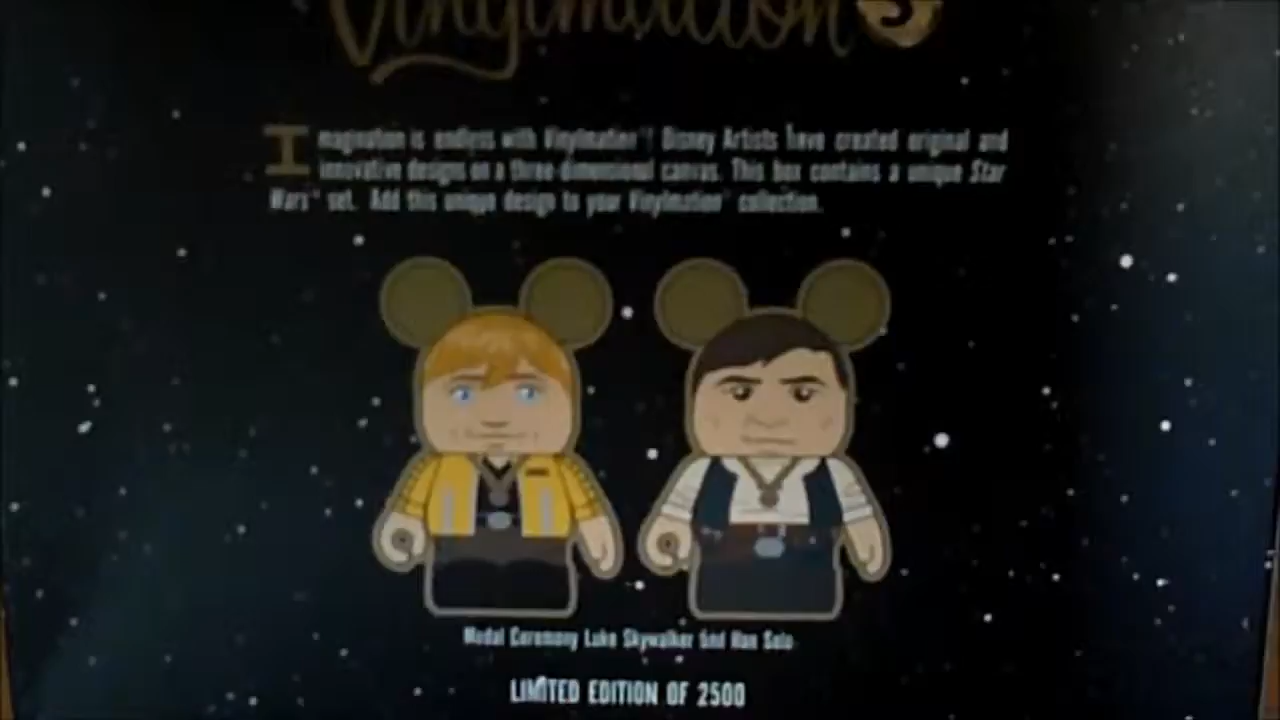 Vinylmation
Imagination is endless with Vinylmation™! Disney Artists have created original and
innovative designs on a three-dimensional canvas. This box contains a unique Star
Wars™ set. Add this unique design to your Vinylmation™ collection.
Medal Ceremony Luke Skywalker and Han Solo
LIMITED EDITION OF 2500